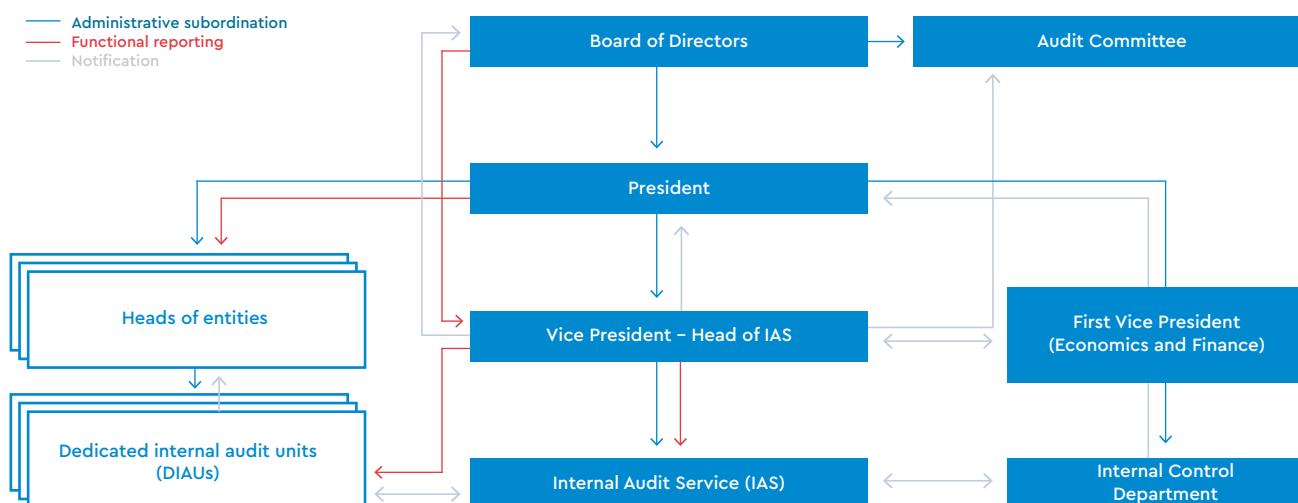 Administrative subordination
Functional reporting
Notification
Board of Directors
Audit Committee
President
Heads of entities
Vice President – Head of IAS
First Vice President
(Economics and Finance)
Dedicated internal audit units
(DIAUs)
Internal Audit Service (IAS)
Internal Control
Department